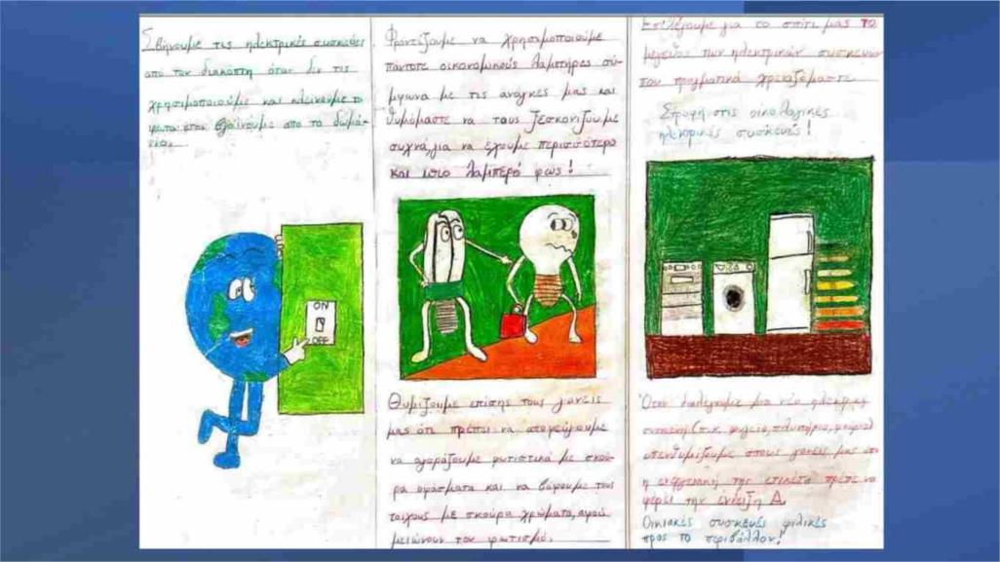 Σβήνουμε τις ηλεκτρικές συσκευές
από τον διακόπτη όταν δεν τις
χρησιμοποιούμε και κλείνουμε τα
φώτα όταν βγαίνουμε απο το δωμά-
τιο.
ON
OFF
Φροντίζουμε να χρησιμοποιούμε
πάντοτε οικονομικούς λαμπτήρες σύ-
μφωνα με τις ανάγκες μας και
θυμόμαστε να τους ξεσκονίζουμε
συχνά, για να έχουμε περισσότερο
και πιο λαμπερό φως!
Θυμίζουμε επίσης τους γονείς
μας ότι πρέπει να αποφεύγουμε
να αγοράζουμε φωτιστικά με σκού-
ρα υφάσματα και να βάφουμε τους
τοίχους με σκούρα χρώματα, αφού
μειώνουν τον φωτισμό.
Επιλέγουμε για το σπίτι μας το
μέγεθος των ηλεκτρικών συσκευών
που πραγματικά χρειαζόμαστε.
Στροφή στις οικολογικές
ηλεκτρικές συσκευές!
Όταν διαλέγουμε μια νέα ηλεκτρική
συσκευή (π.χ. ψυγείο, πλυντήριο,
υπενθυμίζουμε στους γονείς μας ότι
η ενεργειακή της ετικέτα πρέπει να
φέρει την ένδειξη Α.
Οικιακές συσκευές φιλικές
προς το περιβάλλον!